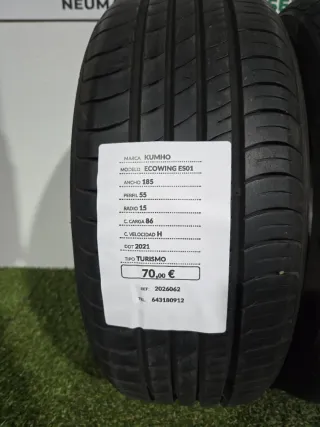 NEUM
MARCA: KUMHO
MODELO: ECOWING ES01
ANCHO: 185
PERFIL: 55
RADIO: 15
C. CARGA: 86
C. VELOCIDAD: H
DOT: 2021
TIPO: TURISMO
70,00 €
REF: 2026062
643180912